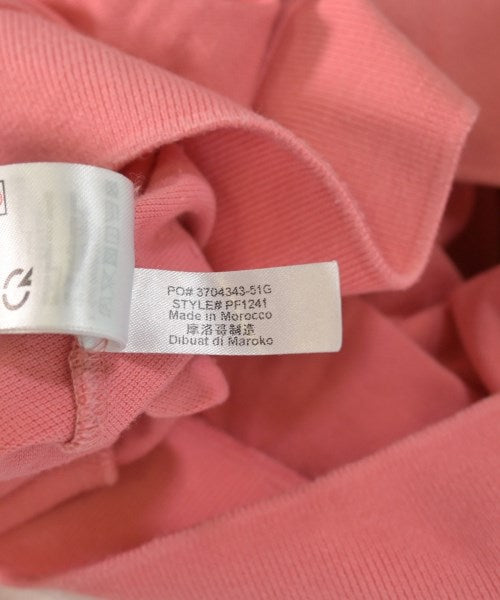 PO# 3704343-51G
STYLE# PF1241
Made in Morocco
摩洛哥制造
Dibuat di Maroko